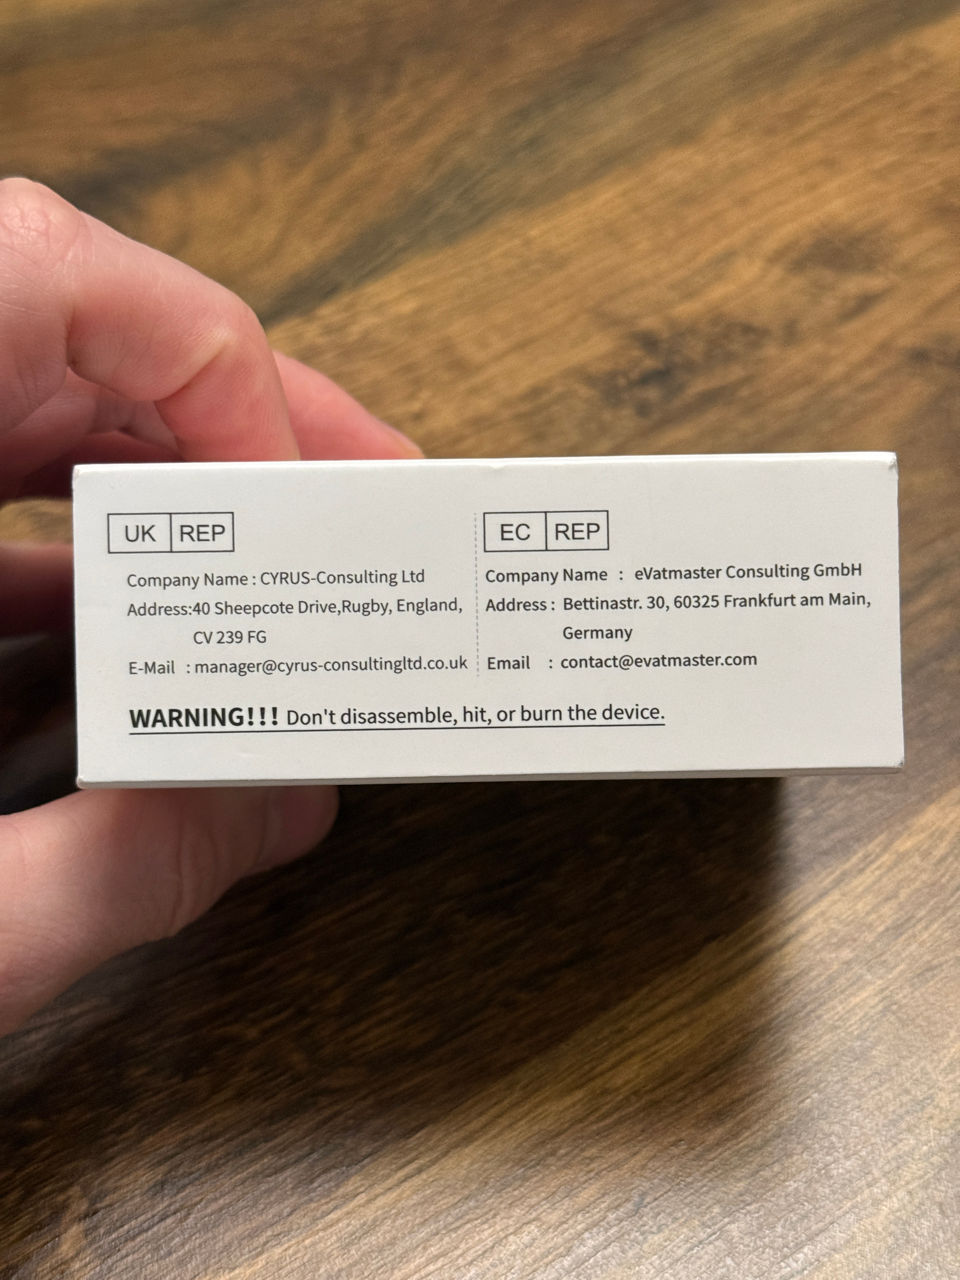 UK REP
Company Name : CYRUS-Consulting Ltd
Address:40 Sheepcote Drive,Rugby, England,
CV 239 FG
E-Mail : manager@cyrus-consultingltd.co.uk
EC REP
Company Name : eVatmaster Consulting GmbH
Address : Bettinastr. 30, 60325 Frankfurt am Main,
Germany
Email : contact@evatmaster.com
WARNING!!! Don't disassemble, hit, or burn the device.